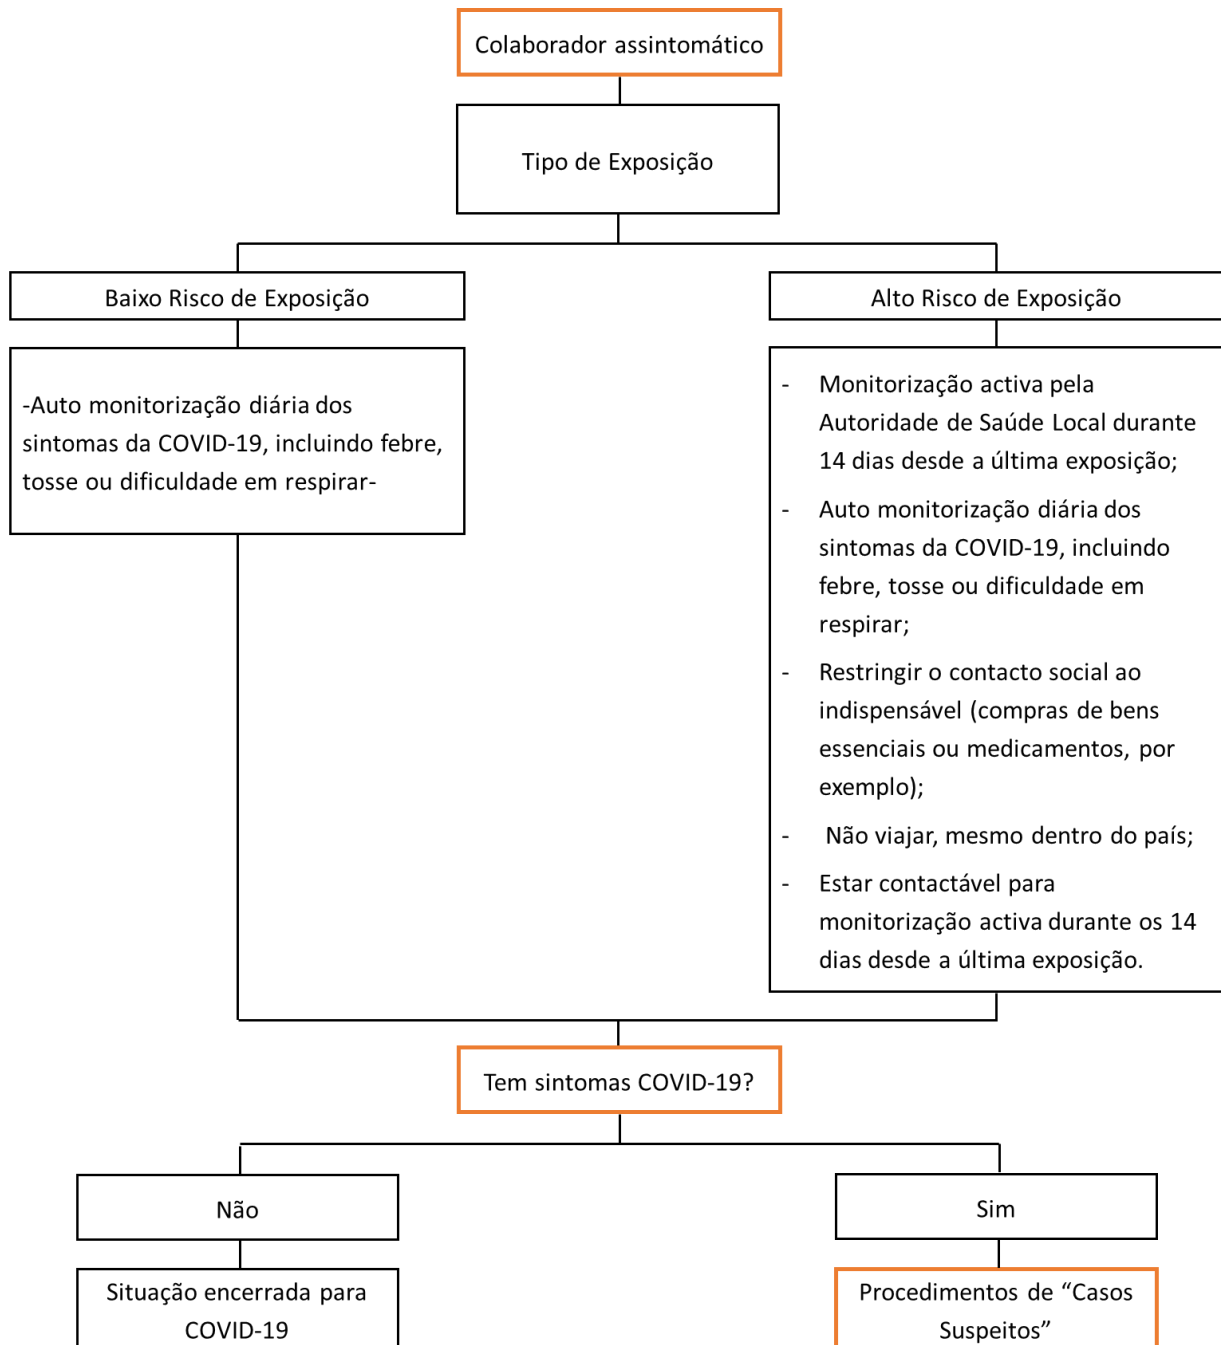 Colaborador assintomático
Tipo de Exposição
Baixo Risco de Exposição
-Auto monitorização diária dos
sintomas da COVID-19, incluindo febre,
tosse ou dificuldade em respirar-
Alto Risco de Exposição
- Monitorização activa pela
Autoridade de Saúde Local durante
14 dias desde a última exposição;
- Auto monitorização diária dos
sintomas da COVID-19, incluindo
febre, tosse ou dificuldade em
respirar;
- Restringir o contacto social ao
indispensável (compras de bens
essenciais ou medicamentos, por
exemplo);
- Não viajar, mesmo dentro do país;
- Estar contactável para
monitorização activa durante os 14
dias desde a última exposição.
Tem sintomas COVID-19?
Não
Situação encerrada para
COVID-19
Sim
Procedimentos de “Casos
Suspeitos”